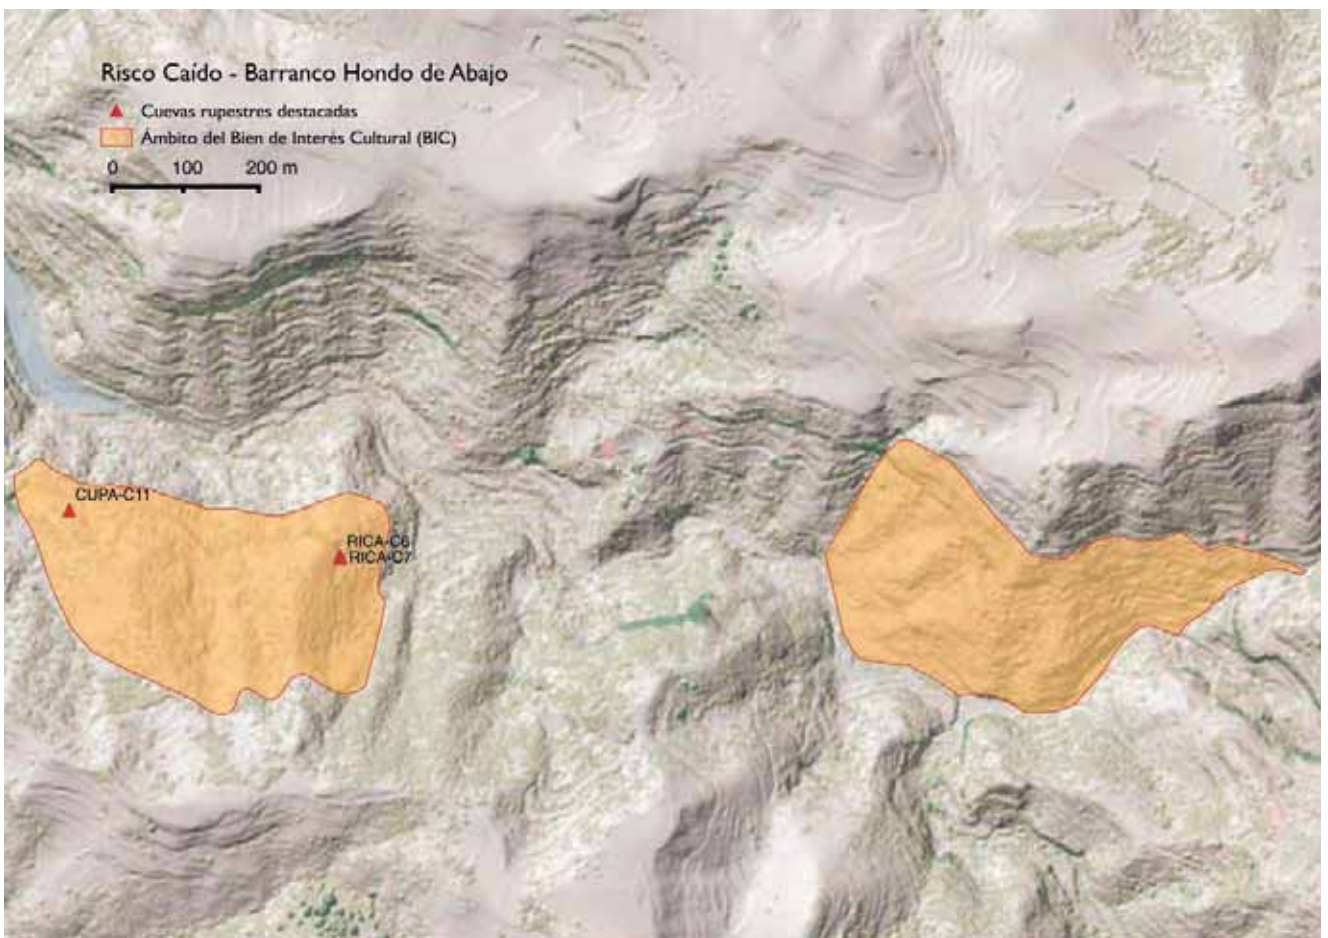 Risco Caído - Barranco Hondo de Abajo
Cuevas rupestres destacadas
Ámbito del Bien de Interés Cultural (BIC)
0 100 200 m
CUPA-C11
RICA-C6
RICA-C7